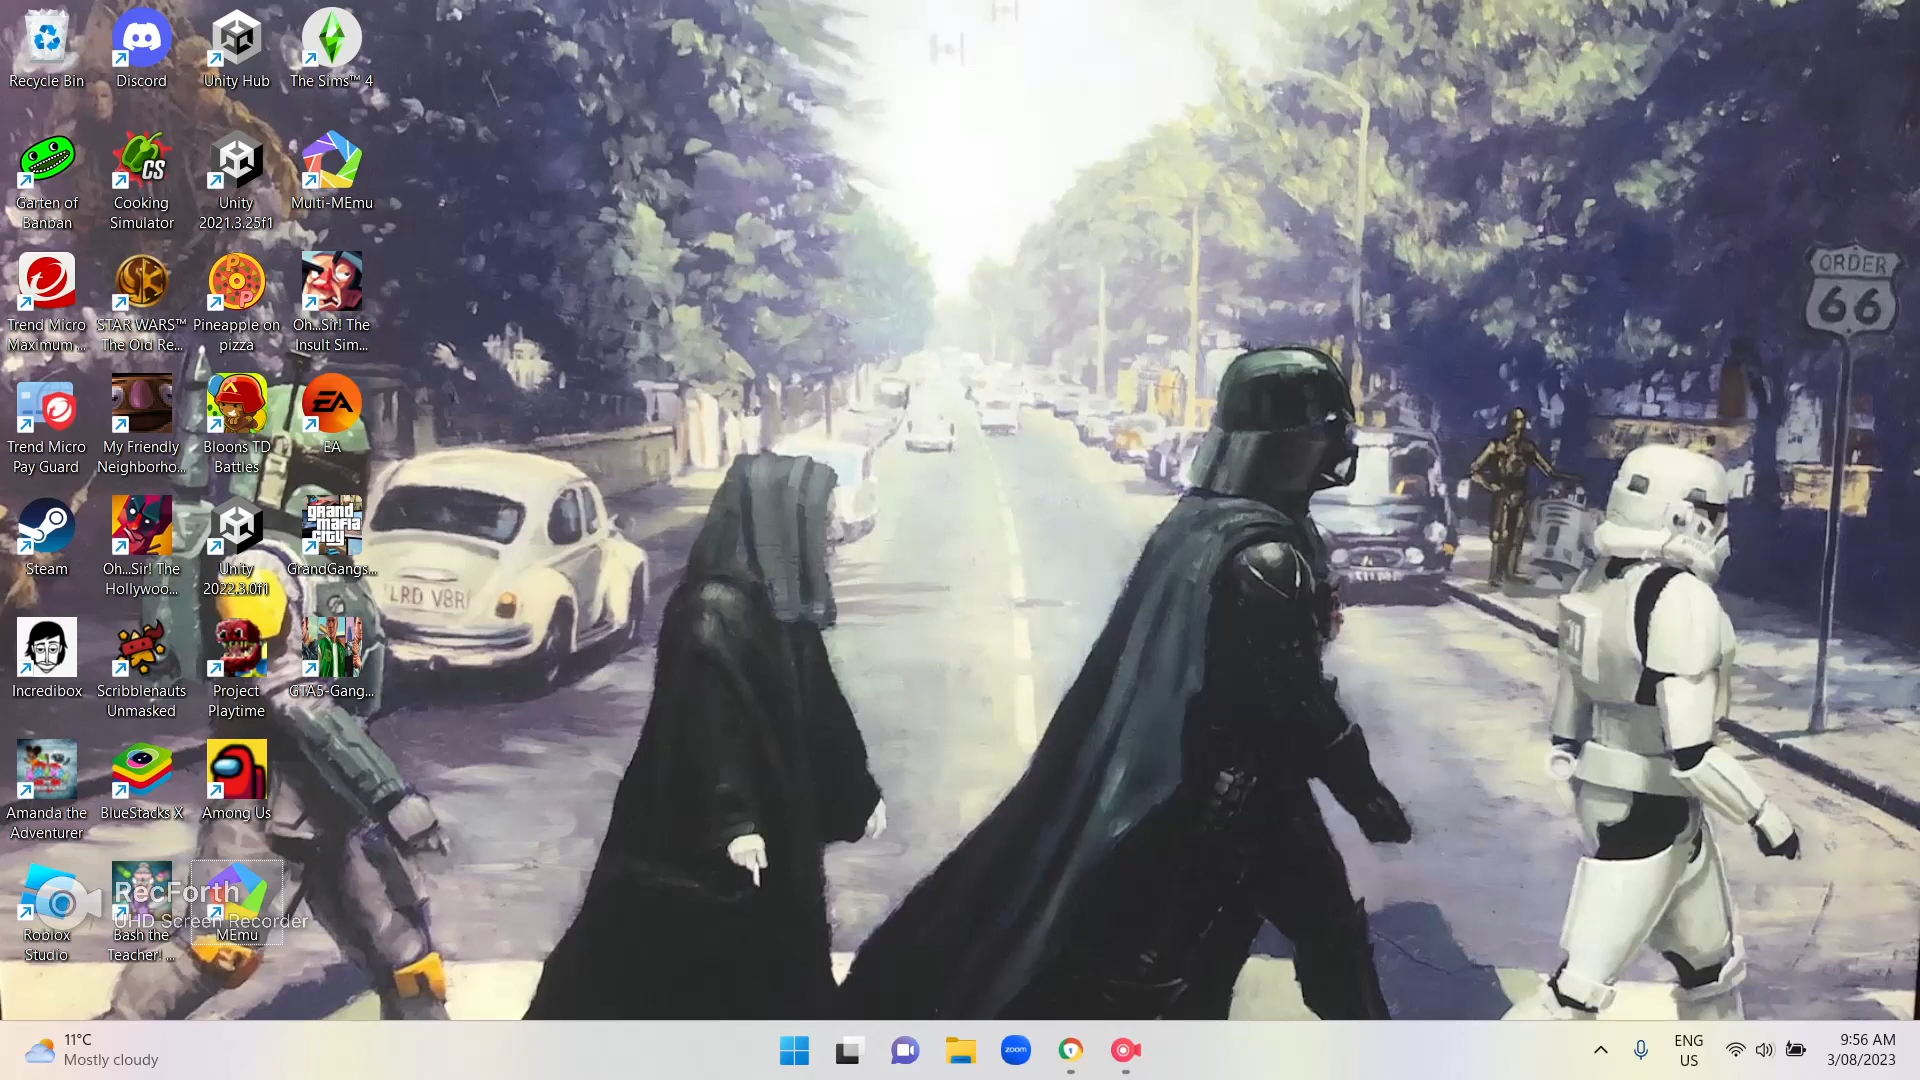 Recycle Bin
Discord
Unity Hub
The Sims™ 4
Garten of
Banban
Cooking
Simulator
CS
Unity
2021.3.25f1
Multi-MEmu
Trend Micro
Maximum ...
STAR WARS™
The Old Re...
Pineapple on
pizza
Oh...Sir! The
Insult Sim...
Trend Micro
Pay Guard
My Friendly
Neighborho...
Bloons TD
Battles
EA
EA
Steam
Oh...Sir! The
Hollywoo...
Unity
2022.3.0f1
GRAND
MAFIA
CITY
GrandGangs...
Incredibox
Scribblenauts
Unmasked
Project
Playtime
GTA5-Gang...
Amanda the
Adventurer
BlueStacks X
Among Us
Roblox
Studio
Bash the
Teacher! ...
MEmu
RecForth
UHD Screen Recorder
LRD V8R
ORDER
66
11°C
Mostly cloudy
zoom
ENG
US
9:56 AM
3/08/2023